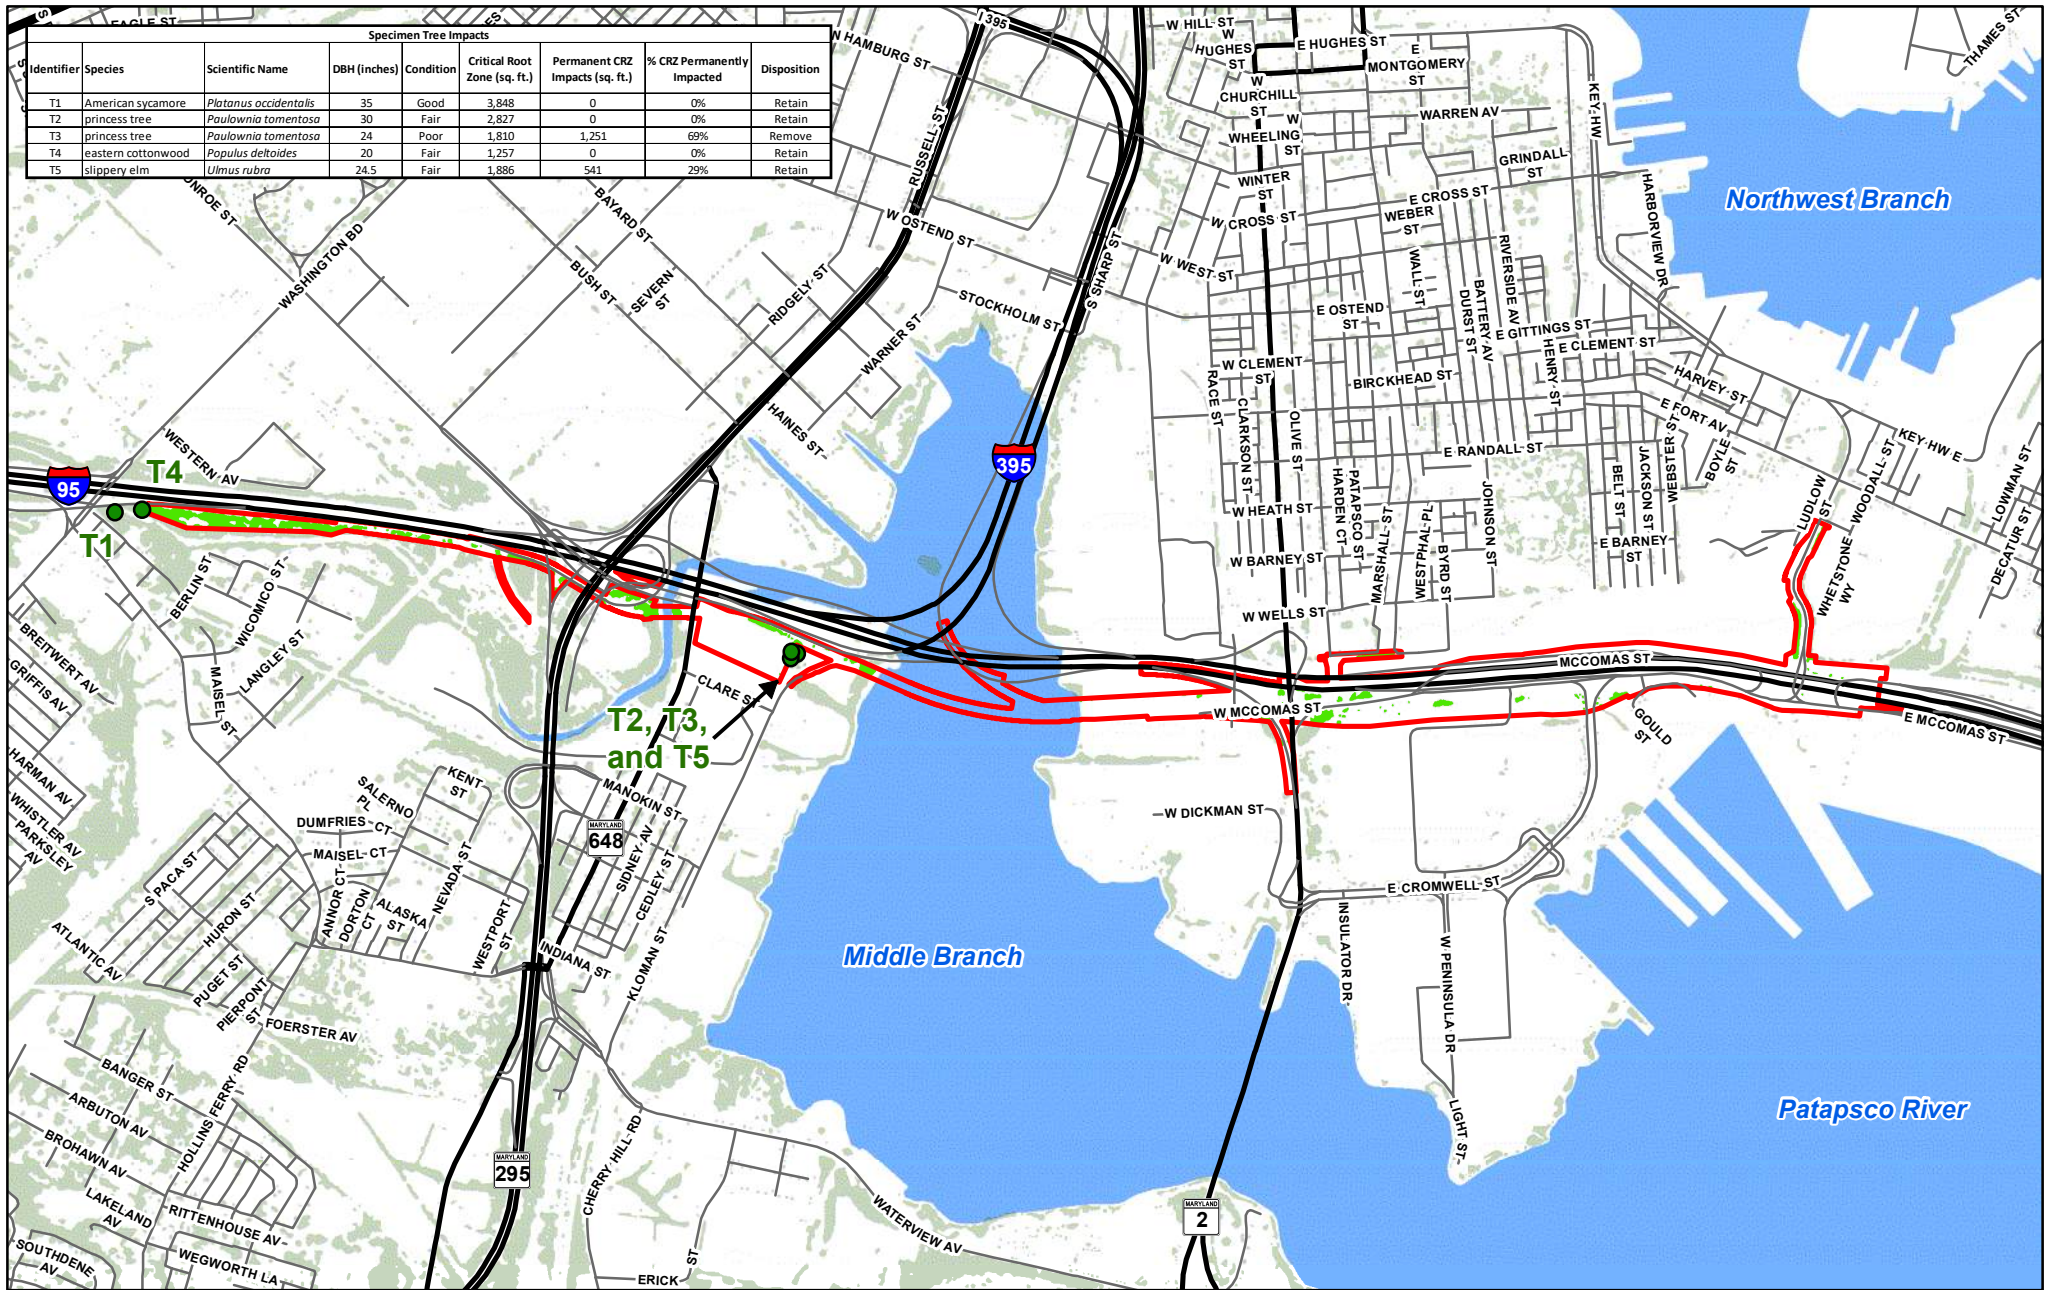 Specimen Tree Impacts
Identifier Species Scientific Name DBH (inches) Condition Critical Root Zone (sq. ft.) Permanent CRZ Impacts (sq. ft.) % CRZ Permanently Impacted Disposition
T1 American sycamore Platanus occidentalis 35 Good 3,848 0 0% Retain
T2 princess tree Paulownia tomentosa 30 Fair 2,827 0 0% Retain
T3 princess tree Paulownia tomentosa 24 Poor 1,810 1,251 69% Remove
T4 eastern cottonwood Populus deltoides 20 Fair 1,257 0 0% Retain
T5 slippery elm Ulmus rubra 24.5 Fair 1,886 541 29% Retain
I 395
W HILL ST
W HUGHES ST
E HUGHES ST
E MONTGOMERY ST
THAMES ST
N HAMBURG ST
W CHURCHILL ST
KEY HW
WARREN AV
W WHEELING ST
GRINDALL ST
RUSSELL ST
WINTER ST
E CROSS ST
HARBORVIEW DR
Northwest Branch
WASHINGTON BD
BAYARD ST
W OSTEND ST
W CROSS ST
WEBER ST
BUSH ST
SEVERN ST
RIDGELY ST
S SHARP ST
W WEST ST
WALL ST
RIVERSIDE AV
BATTERY AV
DURST ST
STOCKHOLM ST
WARNER ST
E OSTEND ST
E GITTINGS ST
E CLEMENT ST
HENRY ST
W CLEMENT ST
BIRCKHEAD ST
HARVEY ST
RACE ST
CLARKSON ST
OLIVE ST
E FORT AV
HAINES ST
E RANDALL ST
WEBSTER ST
BOYLE ST
KEY HW E
WESTERN AV
T4
95
395
HARDEN CT
PATAPSCO ST
MARSHALL ST
WESTPHAL PL
BYRD ST
JOHNSON ST
BELT ST
JACKSON ST
LUDLOW ST
WOODALL ST
LOWMAN ST
DECATUR ST
W HEATH ST
T1
E BARNEY ST
W BARNEY ST
WHETSTONE WY
BERLIN ST
WICOMICO ST
LANGLEY ST
W WELLS ST
BREITWERT AV
GRIFFIS AV
MAISEL ST
MCCOMAS ST
CLARE ST
W MCCOMAS ST
GOULD ST
E MCCOMAS ST
T2, T3,
and T5
HARMAN AV
WHISTLER AV
PARKSLEY AV
KENT ST
SALERNO PL
MANOKIN ST
DUMFRIES CT
W DICKMAN ST
MARYLAND
648
MAISEL CT
S PACA ST
ANNOR CT
DORTON CT
NEVADA ST
ALASKA ST
SIDNEY AV
CEDLEY ST
E CROMWELL ST
HURON ST
WESTPORT ST
INDIANA ST
KLOMAN ST
INSULATOR DR
W PENINSULA DR
Middle Branch
ATLANTIC AV
PUGET ST
PIERPONT ST
FOERSTER AV
BANGER ST
HOLLINS FERRY RD
ARBUTON AV
LIGHT ST
Patapsco River
BROHAWN AV
MARYLAND
295
CHERRY HILL RD
LAKELAND AV
RITTENHOUSE AV
WATERVIEW AV
MARYLAND
2
SOUTHDENE AV
WEGWORTH LA
ERICK ST